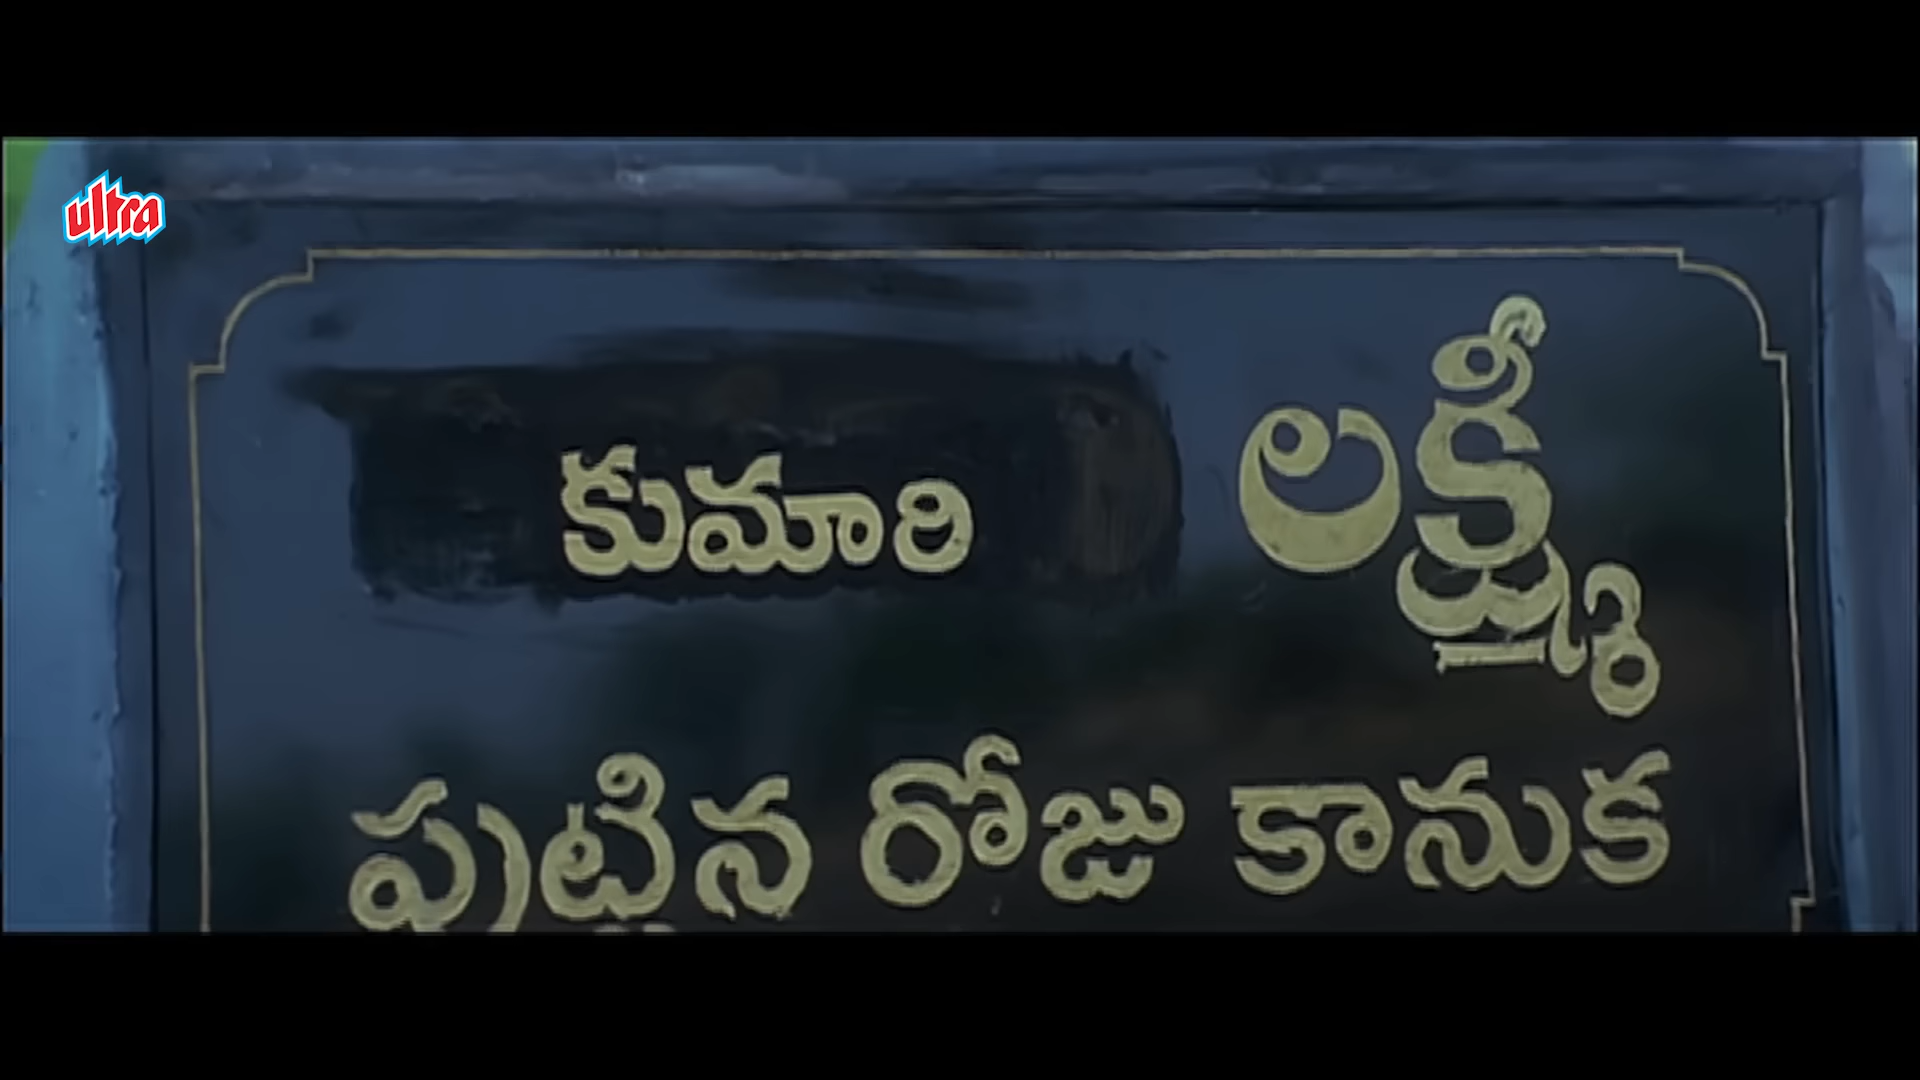 ultra
కుమారి లక్ష్మీ
పుట్టిన రోజు కానుక